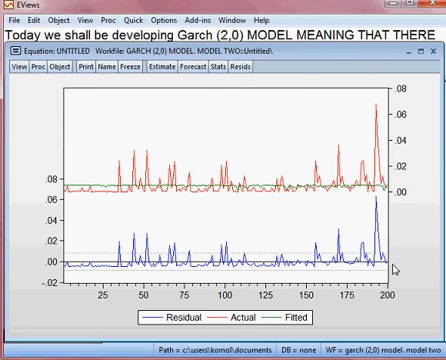 EViews
File Edit Object View Proc Quick Options Add-ins Window Help
Today we shall be developing Garch (2,0) MODEL MEANING THAT THERE
Equation: UNTITLED Workfile: GARCH (2,0) MODEL. MODEL TWO::Untitled\
View Proc Object Print Name Freeze Estimate Forecast Stats Resids
.08
.06
.04
.02
.00
.08
.06
.04
.02
.00
-.02
25 50 75 100 125 150 175 200
Residual Actual Fitted
Path = c:\users\komol\documents DB = none WF = garch (2,0) model. model two